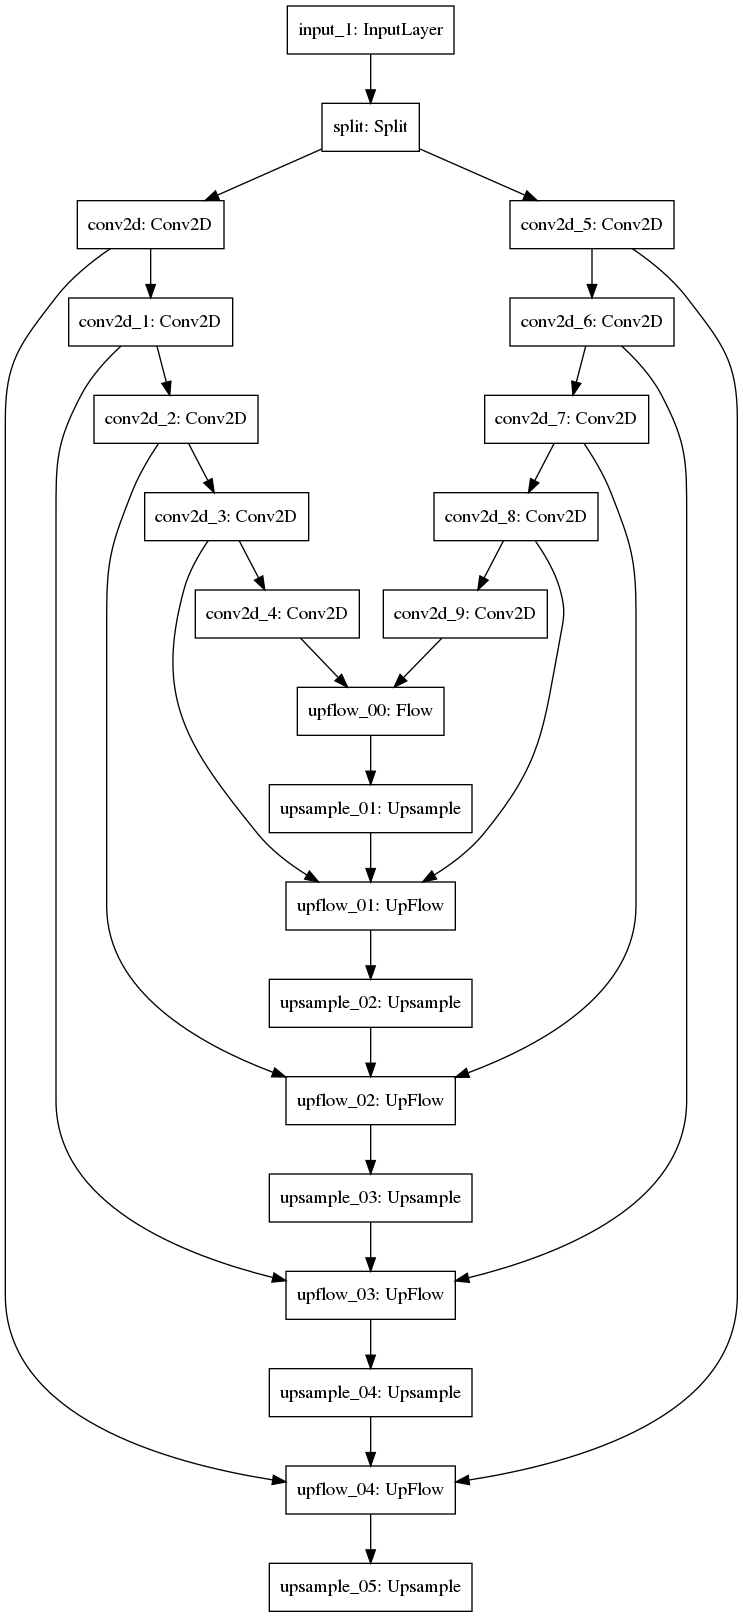 input_1: InputLayer
split: Split
conv2d: Conv2D
conv2d_5: Conv2D
conv2d_1: Conv2D
conv2d_6: Conv2D
conv2d_2: Conv2D
conv2d_7: Conv2D
conv2d_3: Conv2D
conv2d_8: Conv2D
conv2d_4: Conv2D
conv2d_9: Conv2D
upflow_00: Flow
upsample_01: Upsample
upflow_01: UpFlow
upsample_02: Upsample
upflow_02: UpFlow
upsample_03: Upsample
upflow_03: UpFlow
upsample_04: Upsample
upflow_04: UpFlow
upsample_05: Upsample